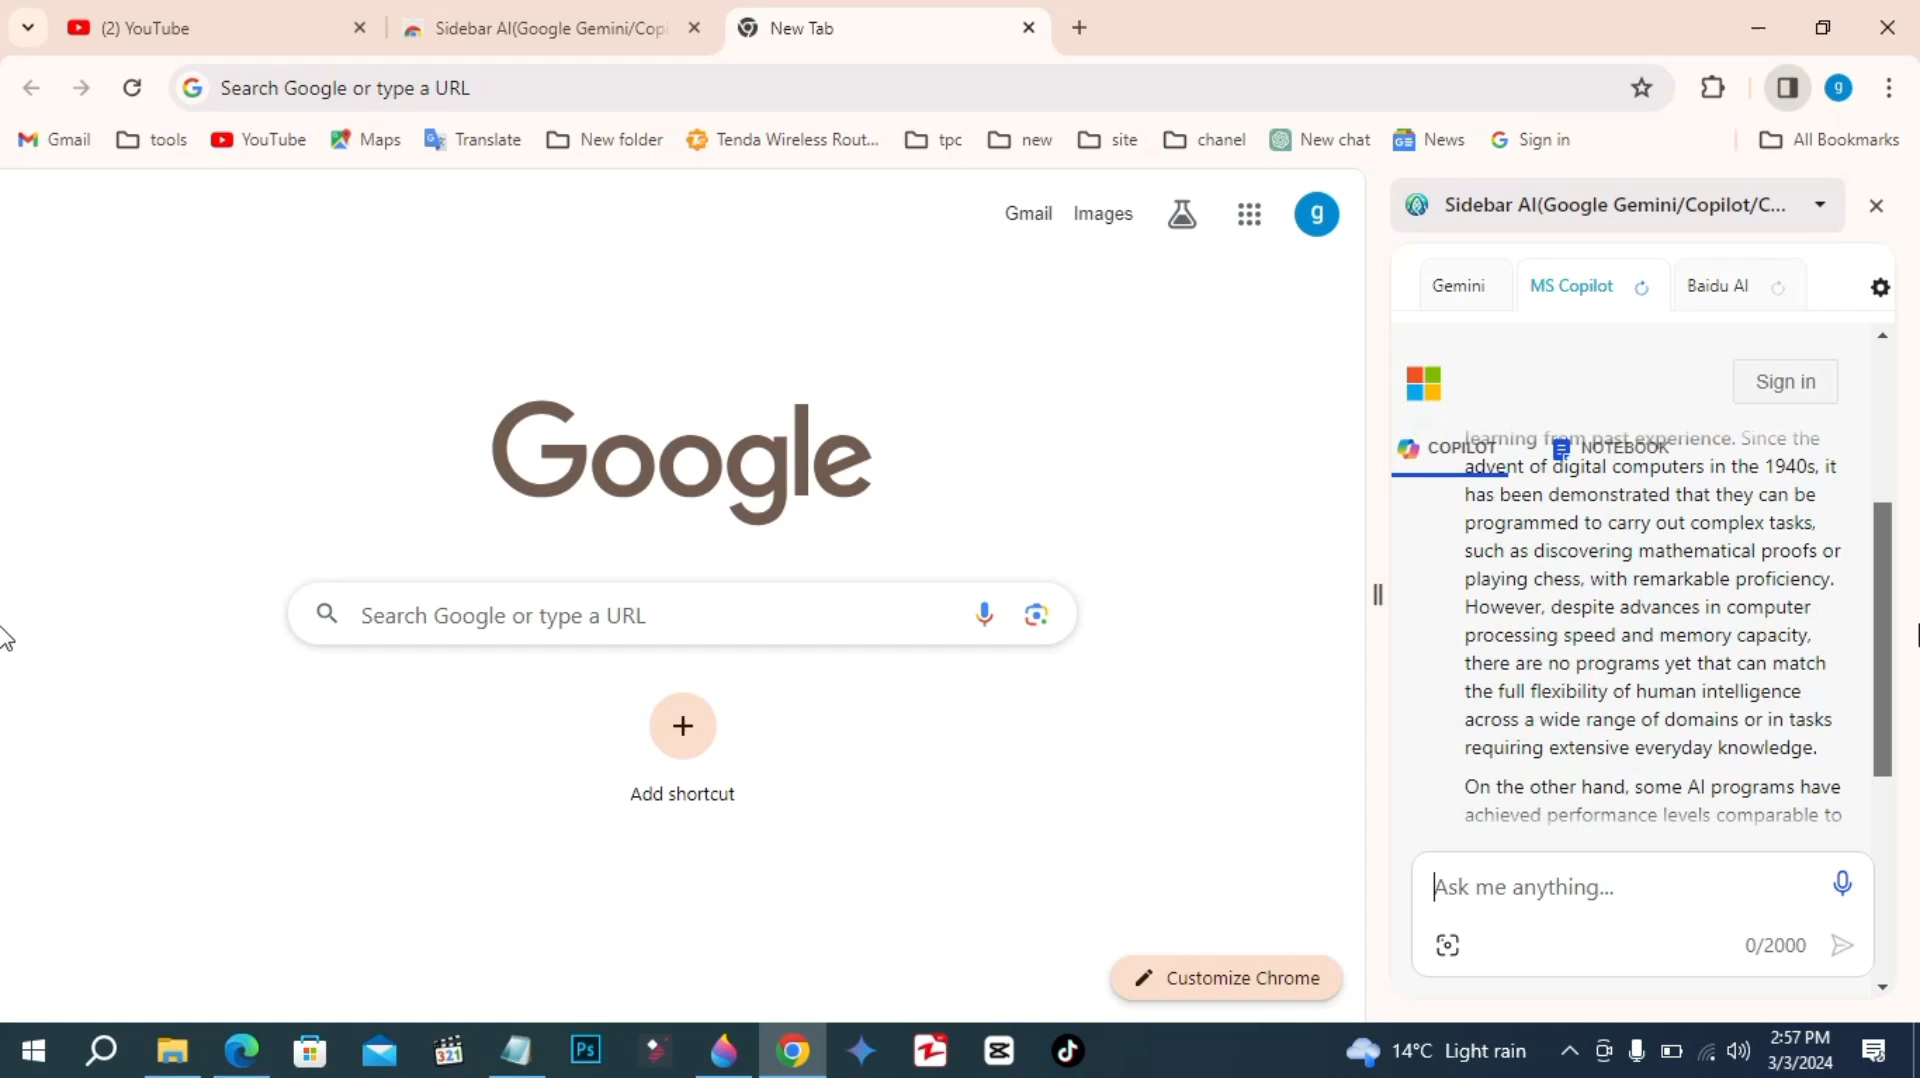 (2) YouTube
Sidebar AI(Google Gemini/Cop
New Tab
Search Google or type a URL
g
Gmail
tools
YouTube
Maps
Translate
New folder
Tenda Wireless Rout...
tpc
new
site
chanel
New chat
News
Sign in
All Bookmarks
Gmail
Images
g
Google
Search Google or type a URL
Add shortcut
Customize Chrome
Sidebar AI(Google Gemini/Copilot/C...
Gemini
MS Copilot
Baidu AI
Sign in
COPILOT
NOTEBOOK
learning from past experience. Since the
advent of digital computers in the 1940s, it
has been demonstrated that they can be
programmed to carry out complex tasks,
such as discovering mathematical proofs or
playing chess, with remarkable proficiency.
However, despite advances in computer
processing speed and memory capacity,
there are no programs yet that can match
the full flexibility of human intelligence
across a wide range of domains or in tasks
requiring extensive everyday knowledge.
On the other hand, some AI programs have
achieved performance levels comparable to
Ask me anything...
0/2000
321
Ps
14°C Light rain
2:57 PM
3/3/2024